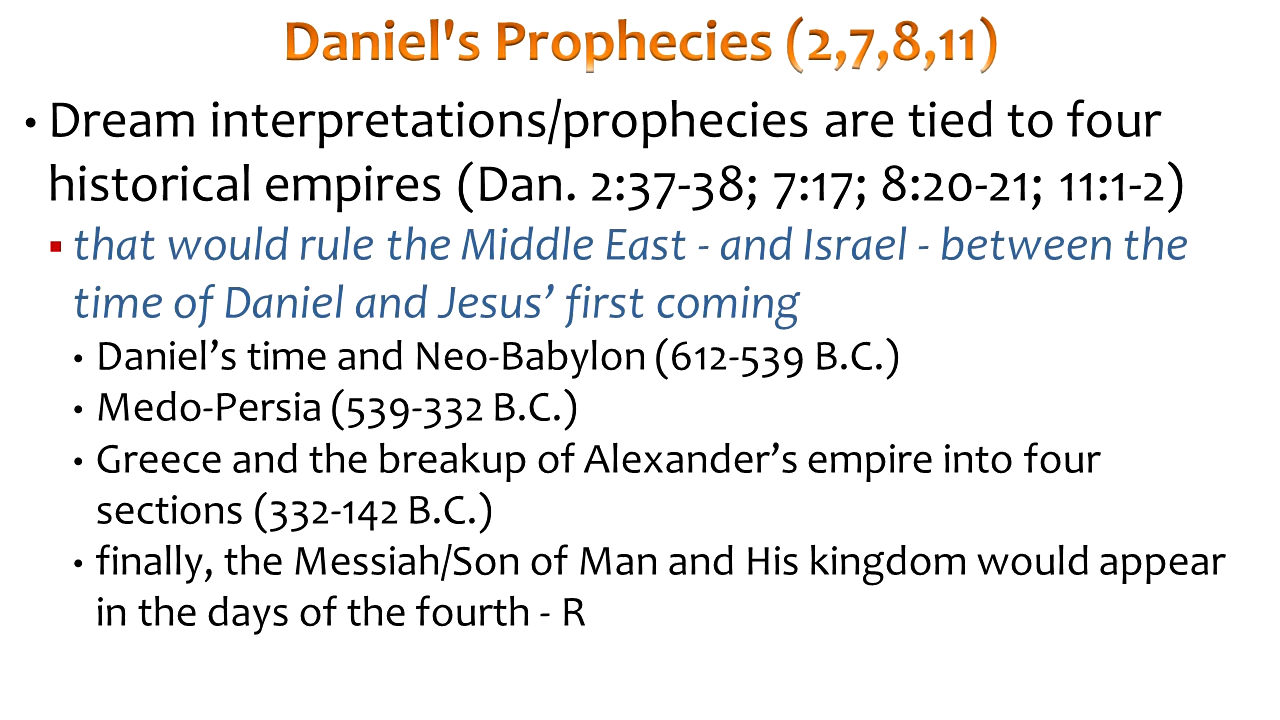 Daniel's Prophecies (2,7,8,11)
• Dream interpretations/prophecies are tied to four
historical empires (Dan. 2:37-38; 7:17; 8:20-21; 11:1-2)
▪ that would rule the Middle East - and Israel - between the
time of Daniel and Jesus’ first coming
• Daniel’s time and Neo-Babylon (612-539 B.C.)
• Medo-Persia (539-332 B.C.)
• Greece and the breakup of Alexander’s empire into four
sections (332-142 B.C.)
• finally, the Messiah/Son of Man and His kingdom would appear
in the days of the fourth - R